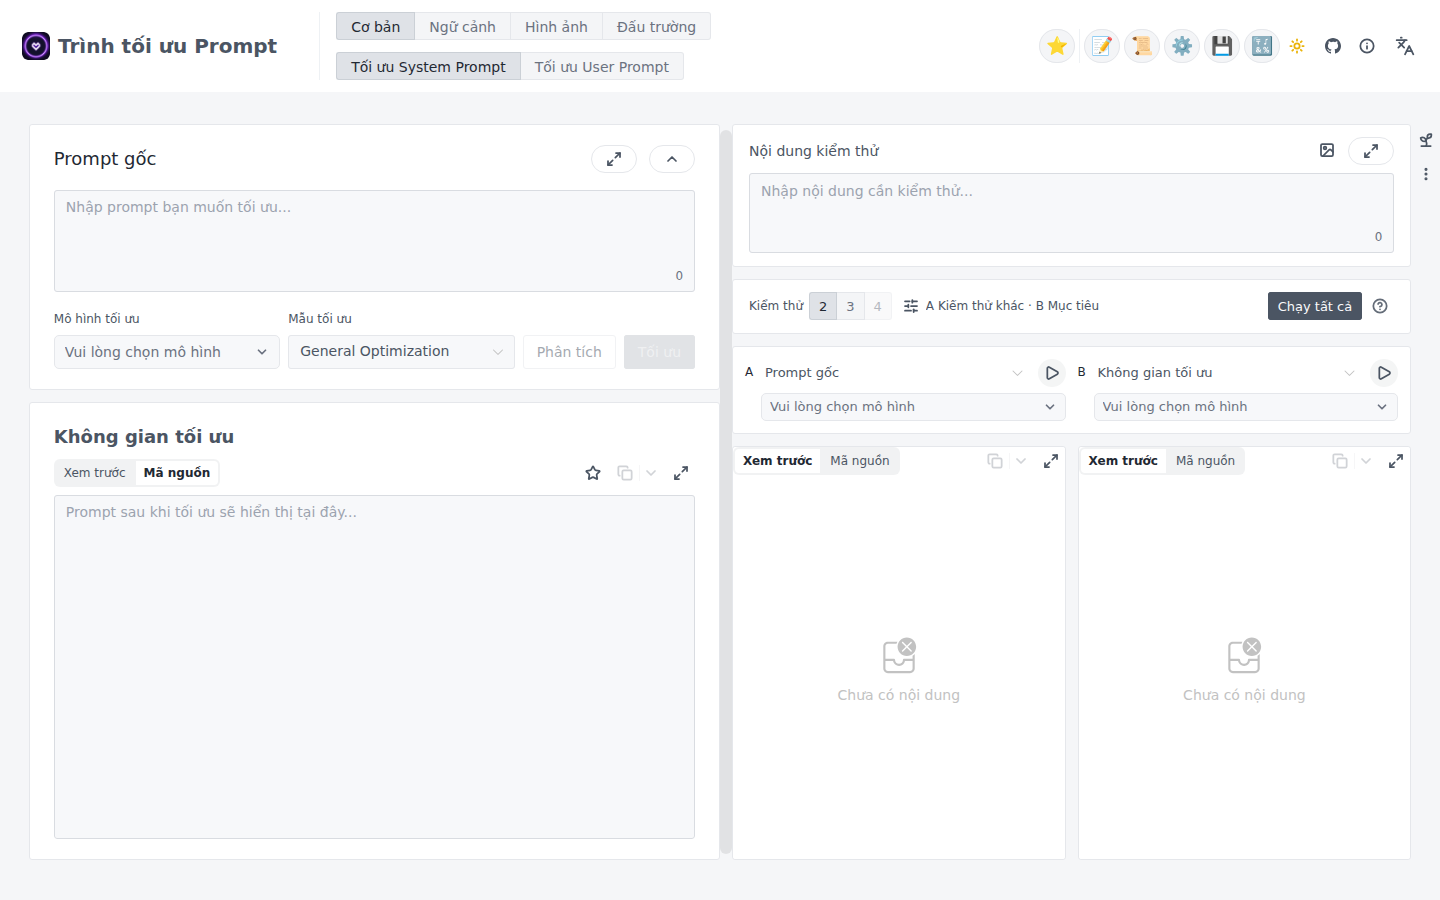 Trình tối ưu Prompt
Cơ bản
Ngữ cảnh
Hình ảnh
Đấu trường
Tối ưu System Prompt
Tối ưu User Prompt
Prompt gốc
Nhập prompt bạn muốn tối ưu...
0
Mô hình tối ưu
Mẫu tối ưu
Vui lòng chọn mô hình
General Optimization
Phân tích
Tối ưu
Không gian tối ưu
Xem trước
Mã nguồn
Prompt sau khi tối ưu sẽ hiển thị tại đây...
Nội dung kiểm thử
Nhập nội dung cần kiểm thử...
0
Kiểm thử
2
3
4
A Kiểm thử khác · B Mục tiêu
Chạy tất cả
A
Prompt gốc
Vui lòng chọn mô hình
B
Không gian tối ưu
Vui lòng chọn mô hình
Xem trước
Mã nguồn
Chưa có nội dung
Xem trước
Mã nguồn
Chưa có nội dung